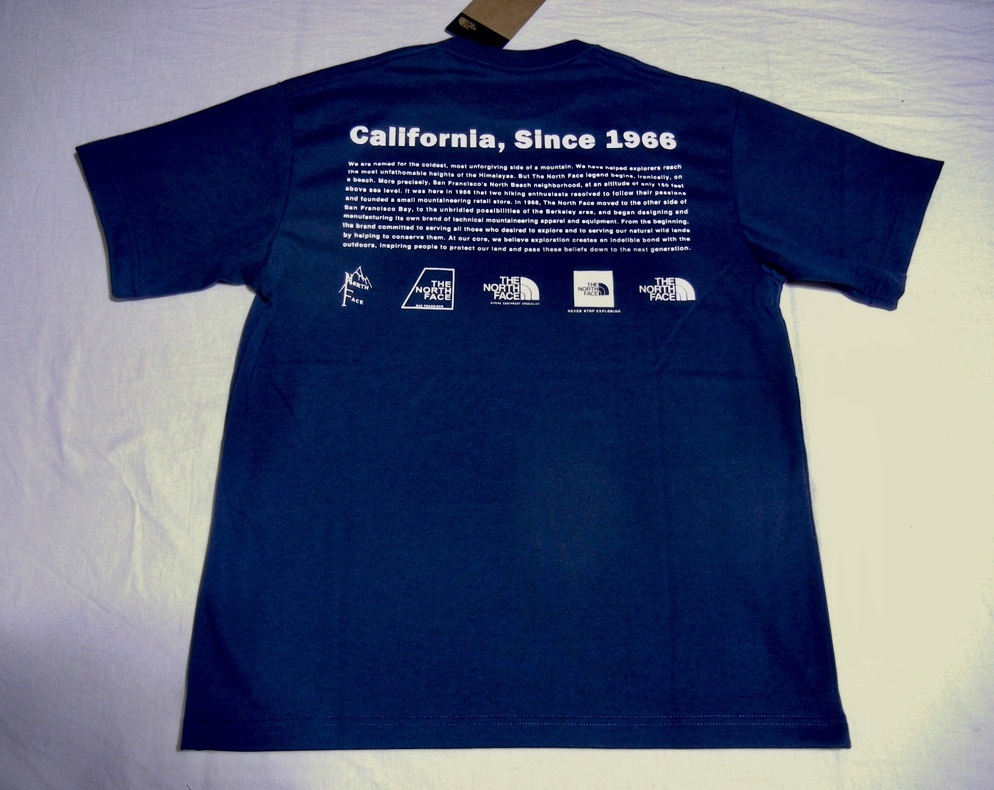 California, Since 1966
We are named for the coldest, most unforgiving side of a mountain. We have helped explorers reach
the most unfathomable heights of the Himalayas. But The North Face legend begins, ironically, on
a beach. More precisely, San Francisco's North Beach neighborhood, at an altitude of only 150 feet
above sea level. It was here in 1966 that two hiking enthusiasts resolved to follow their passions
and founded a small mountaineering retail store. In 1968, The North Face moved to the other side of
San Francisco Bay, to the unbridled possibilities of the Berkeley area, and began designing and
manufacturing its own brand of technical mountaineering apparel and equipment. From the beginning,
the brand committed to serving all those who desired to explore and to serving our natural wild lands
by helping to conserve them. At our core, we believe exploration creates an indelible bond with the
outdoors, inspiring people to protect our land and pass these beliefs down to the next generation.
North
Face
THE
NORTH
FACE
SAN FRANCISCO
THE
NORTH
FACE
ALPINE EQUIPMENT SPECIALIST
THE
NORTH
FACE
NEVER STOP EXPLORING
THE
NORTH
FACE